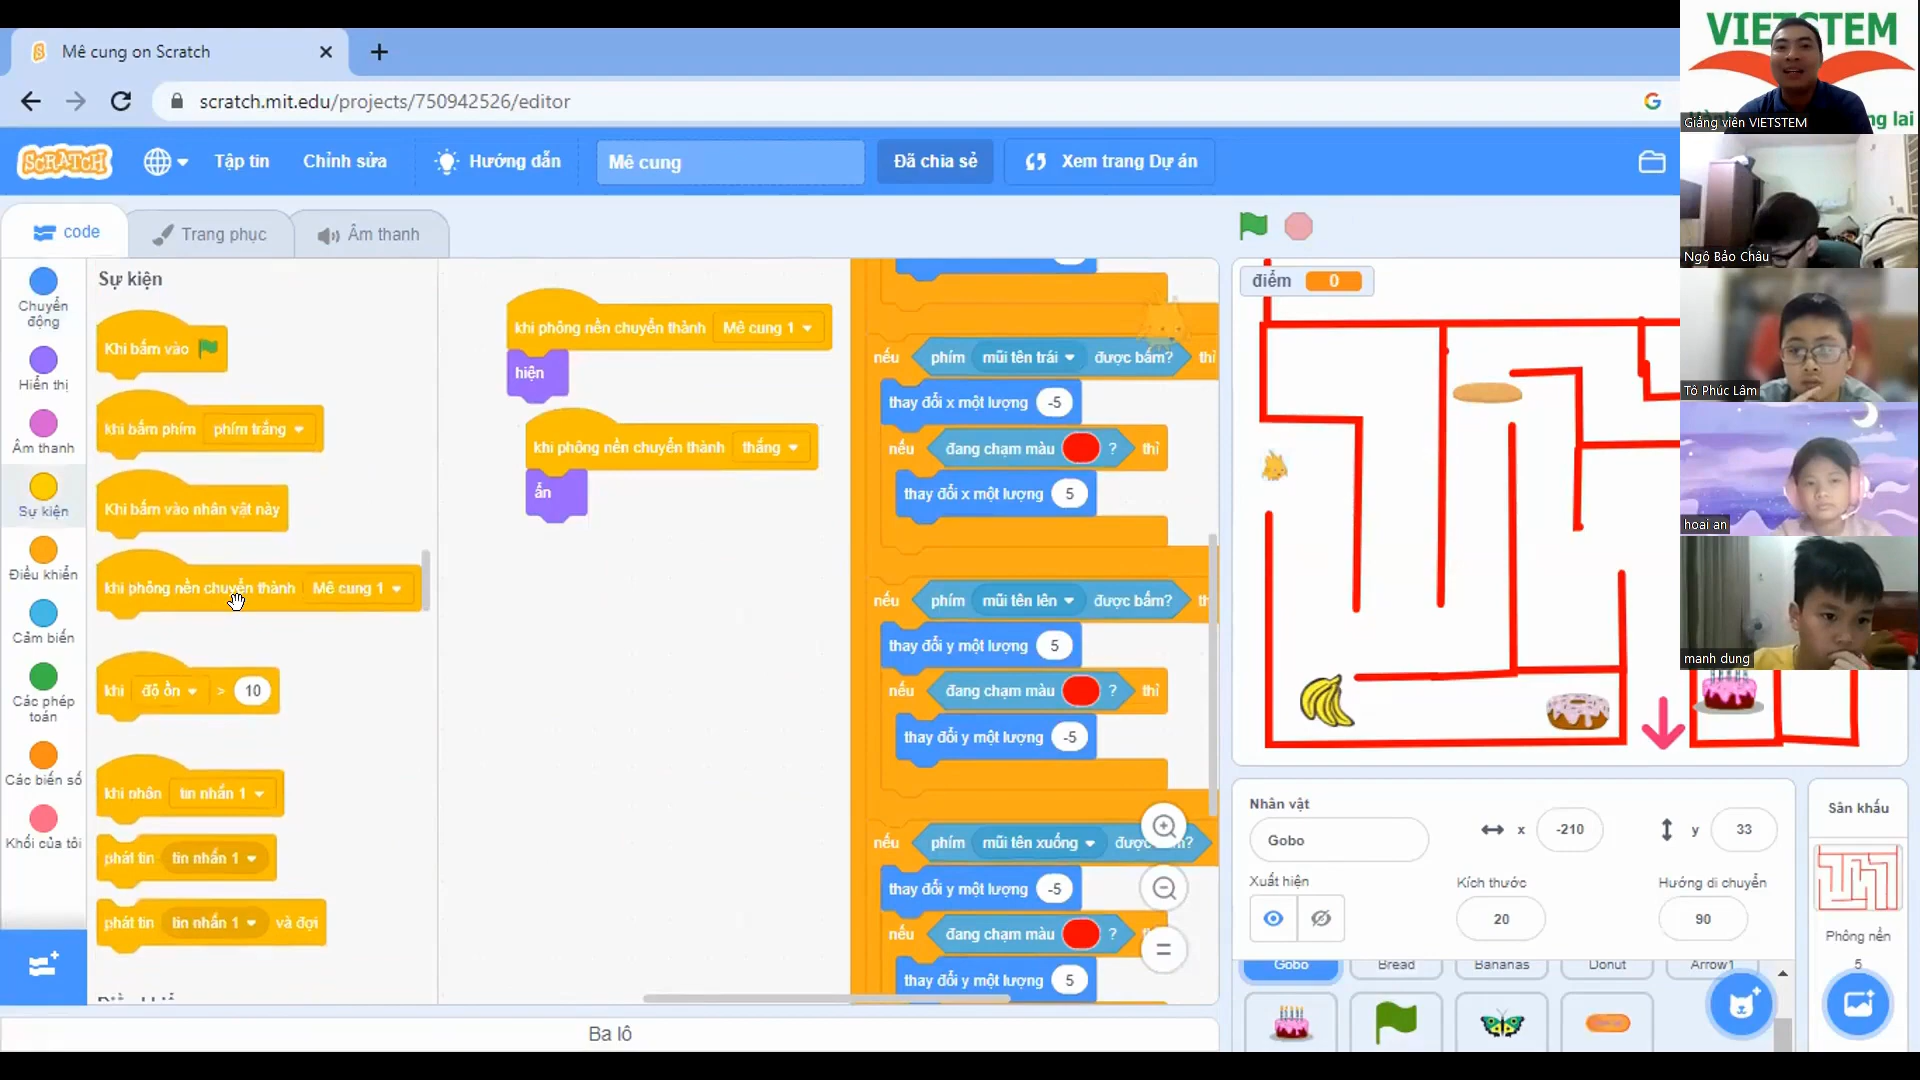 Mê cung on Scratch
scratch.mit.edu/projects/750942526/editor
SCRATCH
Tập tin
Chỉnh sửa
Hướng dẫn
Mê cung
Đã chia sẻ
Xem trang Dự án
code
Trang phục
Âm thanh
Chuyển động
Hiển thị
Âm thanh
Sự kiện
Điều khiển
Cảm biến
Các phép toán
Các biến số
Khối của tôi
Sự kiện
Khi bấm vào
khi bấm phím phím trắng
Khi bấm vào nhân vật này
khi phông nền chuyển thành Mê cung 1
khi độ ồn > 10
khi nhận tin nhắn 1
phát tin tin nhắn 1
phát tin tin nhắn 1 và đợi
khi phông nền chuyển thành Mê cung 1
hiện
khi phông nền chuyển thành thắng
ẩn
nếu phím mũi tên trái được bấm? thì
thay đổi x một lượng -5
nếu đang chạm màu ? thì
thay đổi x một lượng 5
nếu phím mũi tên lên được bấm?
thay đổi y một lượng 5
nếu đang chạm màu ? thì
thay đổi y một lượng -5
nếu phím mũi tên xuống
thay đổi y một lượng -5
nếu đang chạm màu ?
thay đổi y một lượng 5
Ba lô
điểm 0
Nhân vật
Gobo
x -210
y 33
Xuất hiện
Kích thước
20
Hướng di chuyển
90
Gobo
Bread
Bananas
Donut
Arrow1
Sân khấu
Phông nền
5
VIETSTEM
Giảng viên VIETSTEM
ng lai
Ngô Bảo Châu
Tô Phúc Lâm
hoai an
manh dung